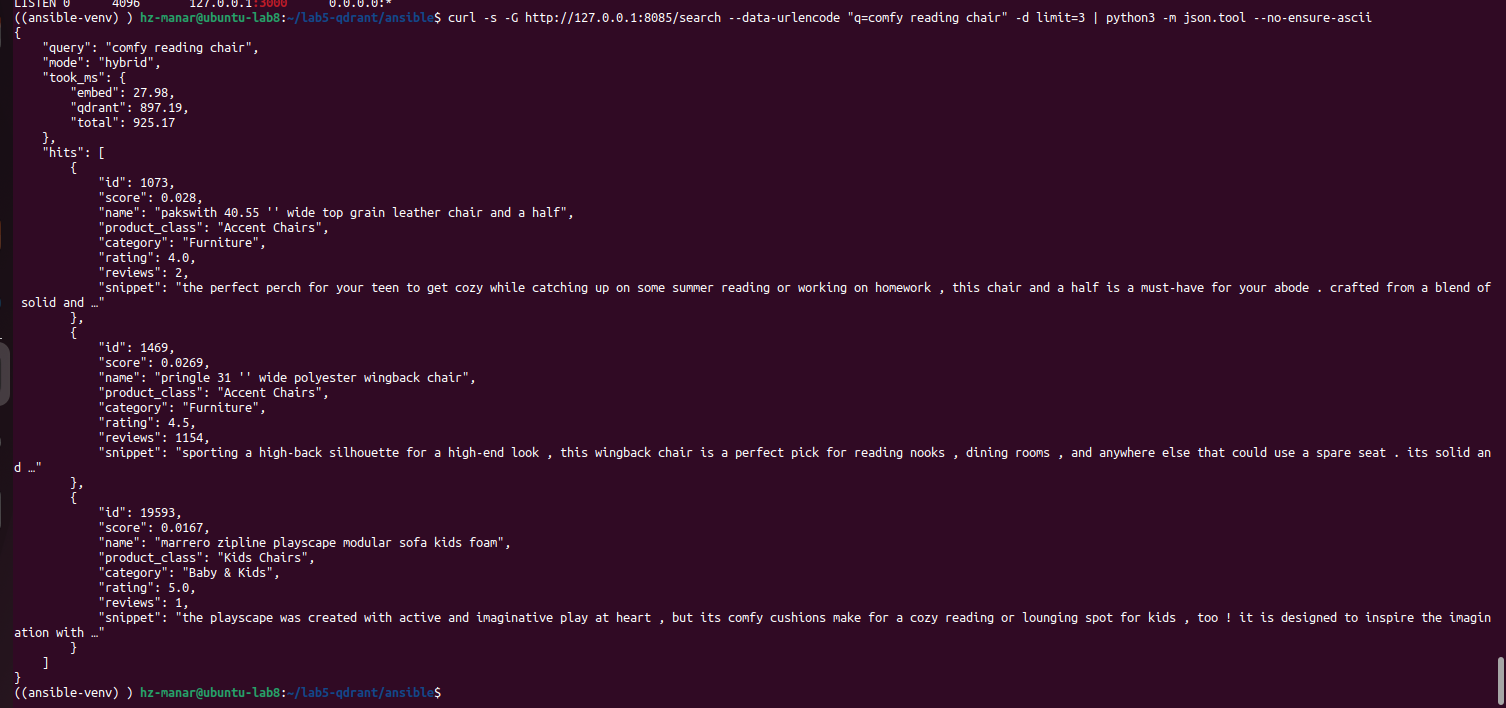 LISTEN 0      4096      127.0.0.1:3000      0.0.0.0:*
((ansible-venv) ) hz-manar@ubuntu-lab8:~/lab5-qdrant/ansible$ curl -s -G http://127.0.0.1:8085/search --data-urlencode "q=comfy reading chair" -d limit=3 | python3 -m json.tool --no-ensure-ascii
{
    "query": "comfy reading chair",
    "mode": "hybrid",
    "took_ms": {
        "embed": 27.98,
        "qdrant": 897.19,
        "total": 925.17
    },
    "hits": [
        {
            "id": 1073,
            "score": 0.028,
            "name": "pakswith 40.55 '' wide top grain leather chair and a half",
            "product_class": "Accent Chairs",
            "category": "Furniture",
            "rating": 4.0,
            "reviews": 2,
            "snippet": "the perfect perch for your teen to get cozy while catching up on some summer reading or working on homework , this chair and a half is a must-have for your abode . crafted from a blend of
 solid and …"
        },
        {
            "id": 1469,
            "score": 0.0269,
            "name": "pringle 31 '' wide polyester wingback chair",
            "product_class": "Accent Chairs",
            "category": "Furniture",
            "rating": 4.5,
            "reviews": 1154,
            "snippet": "sporting a high-back silhouette for a high-end look , this wingback chair is a perfect pick for reading nooks , dining rooms , and anywhere else that could use a spare seat . its solid an
d …"
        },
        {
            "id": 19593,
            "score": 0.0167,
            "name": "marrero zipline playscape modular sofa kids foam",
            "product_class": "Kids Chairs",
            "category": "Baby & Kids",
            "rating": 5.0,
            "reviews": 1,
            "snippet": "the playscape was created with active and imaginative play at heart , but its comfy cushions make for a cozy reading or lounging spot for kids , too ! it is designed to inspire the imagin
ation with …"
        }
    ]
}
((ansible-venv) ) hz-manar@ubuntu-lab8:~/lab5-qdrant/ansible$